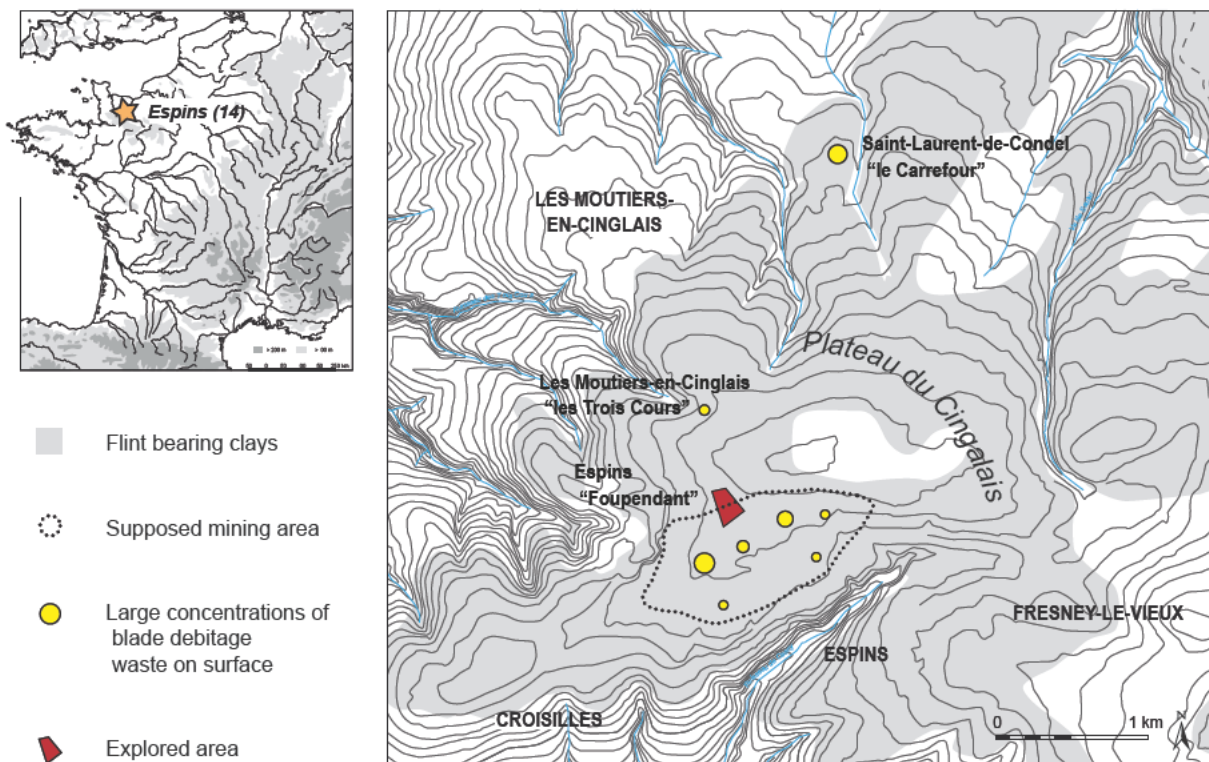 Espins (14)
> 200 m
Flint bearing clays
Supposed mining area
Large concentrations of
blade debitage
waste on surface
Explored area
Saint-Laurent-de-Condel
“le Carrefour”
LES MOUTIERS-
EN-CINGLAIS
Plateau du Cingalais
Les Moutiers-en-Cinglais
“les Trois Cours”
Espins
“Foupendant”
FRESNEY-LE-VIEUX
ESPINS
CROISILLES
0 1 km
N